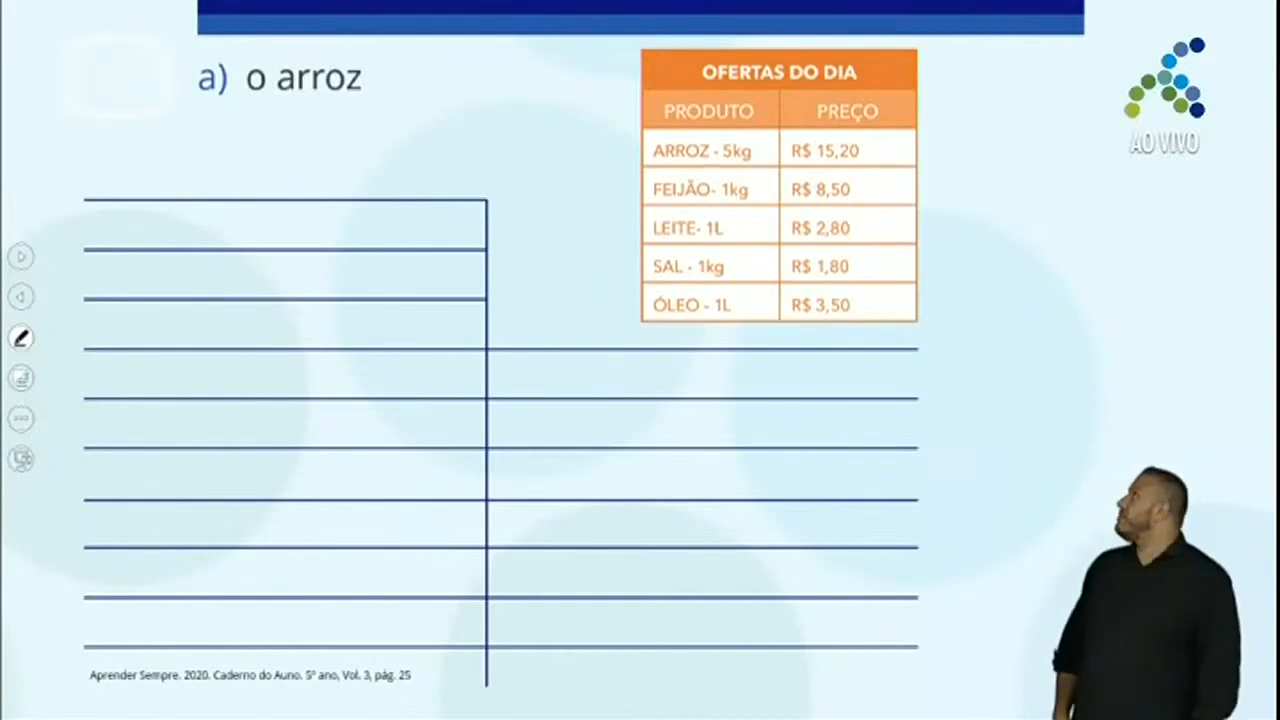 a) o arroz
OFERTAS DO DIA
PRODUTO PREÇO
ARROZ - 5kg R$ 15,20
FEIJÃO- 1kg R$ 8,50
LEITE- 1L R$ 2,80
SAL - 1kg R$ 1,80
ÓLEO - 1L R$ 3,50
AO VIVO
Aprender Sempre. 2020. Caderno do Auno. 5º ano, Vol. 3, pág. 25